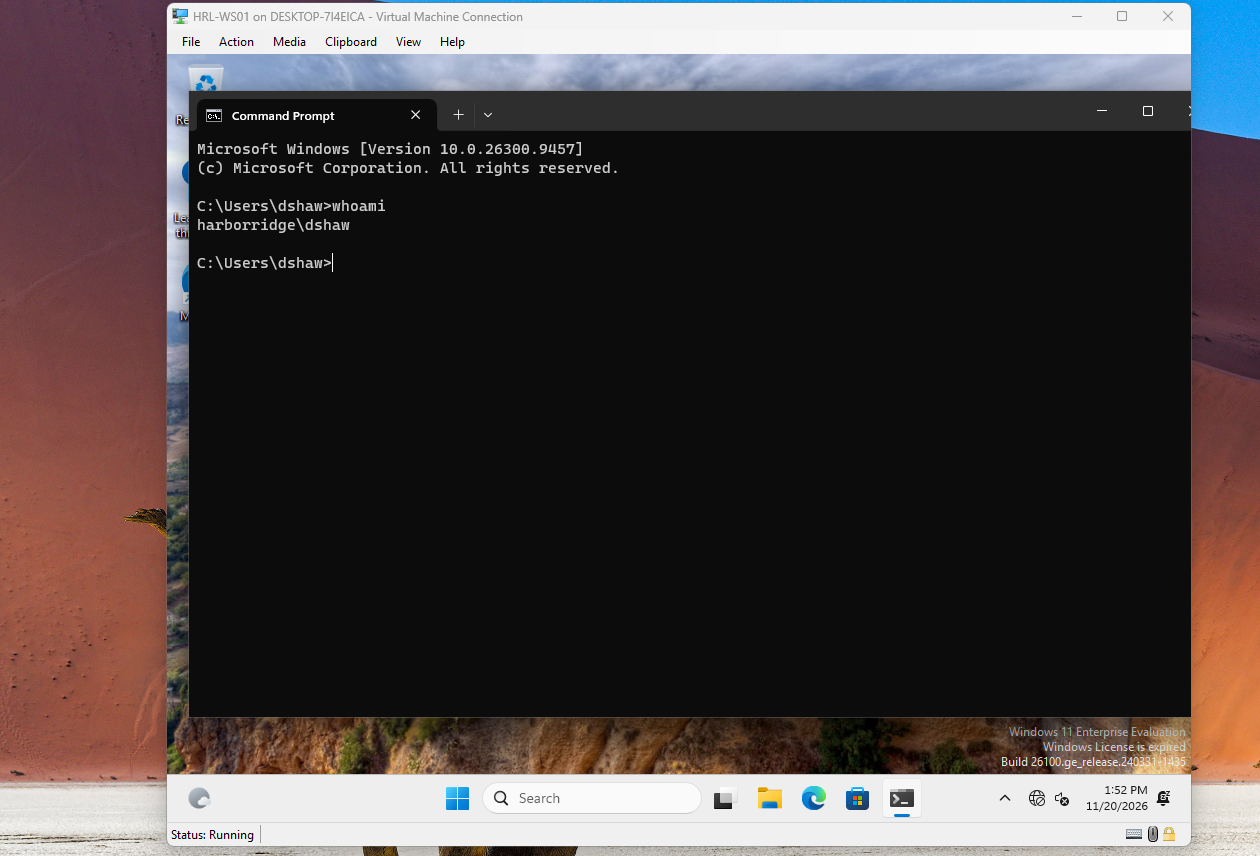 HRL-WS01 on DESKTOP-7I4EICA - Virtual Machine Connection
File Action Media Clipboard View Help
Command Prompt
Microsoft Windows [Version 10.0.26300.9457]
(c) Microsoft Corporation. All rights reserved.
C:\Users\dshaw>whoami
harborridge\dshaw
C:\Users\dshaw>
Re
Lea
th
M
Windows 11 Enterprise Evaluation
Windows License is expired
Build 26100.ge_release.240331-1435
Search
1:52 PM
11/20/2026
Status: Running